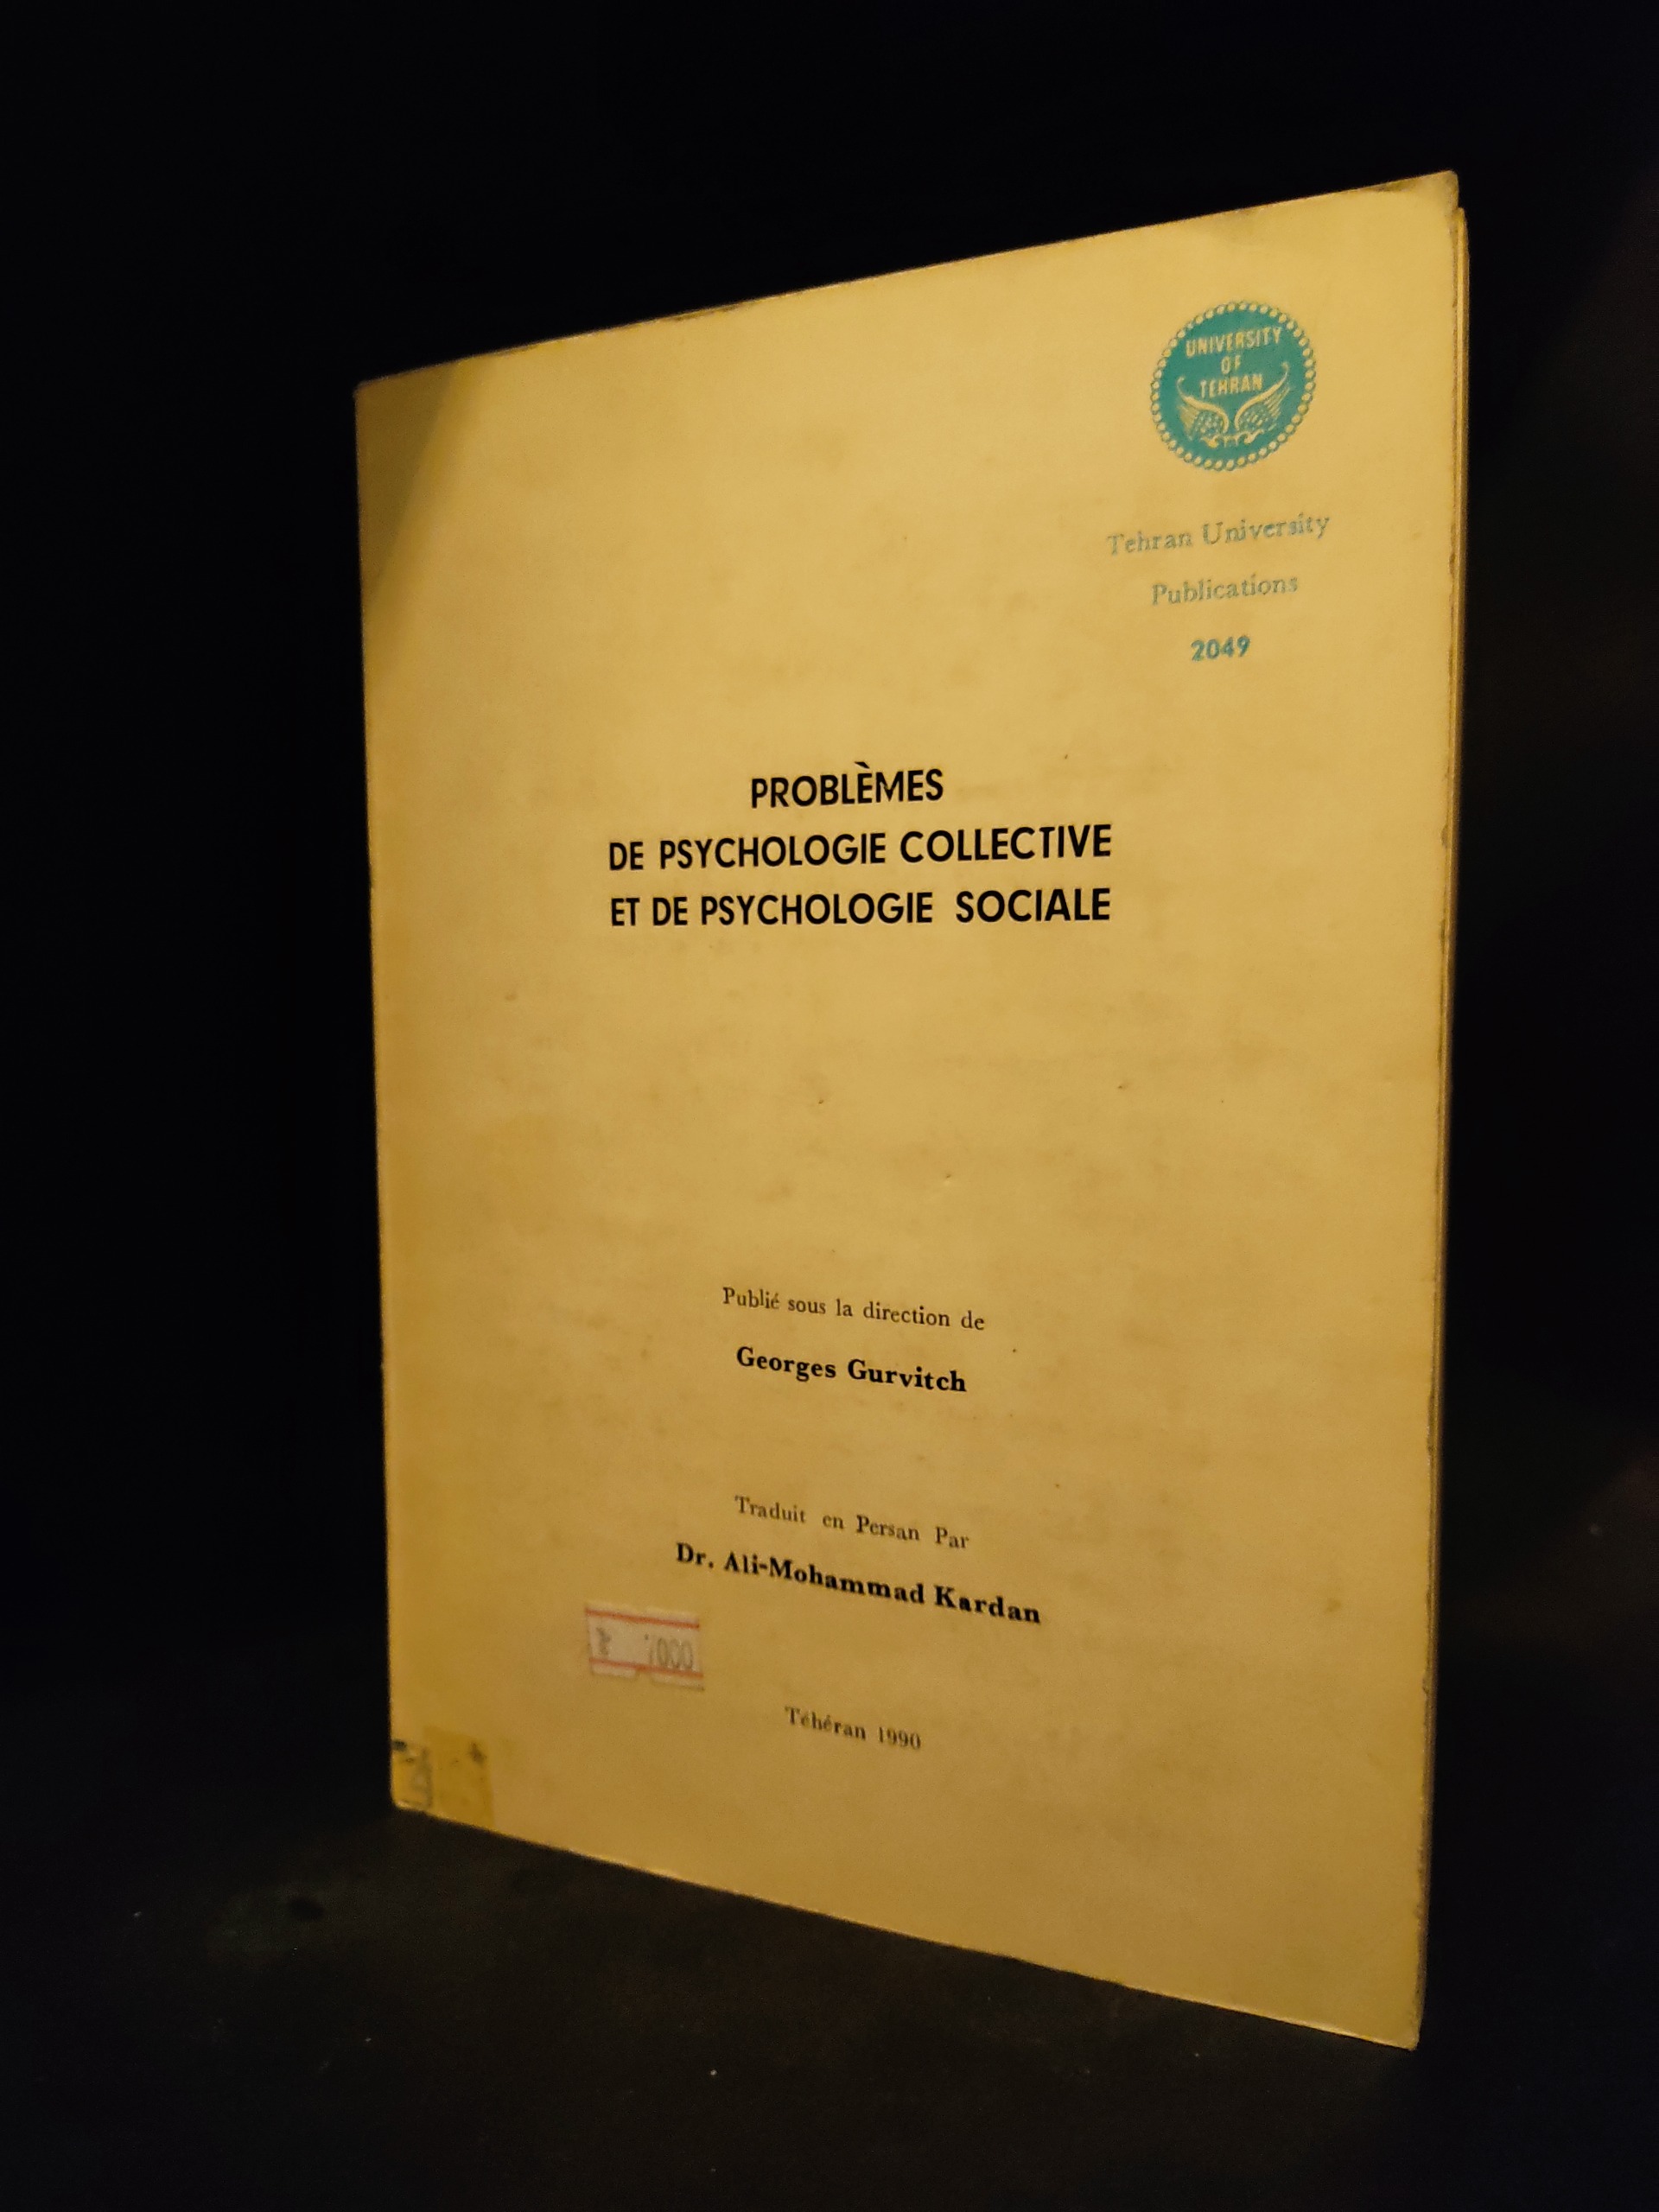 UNIVERSITY
OF
TEHRAN
Tehran University
Publications
2049
PROBLÈMES
DE PSYCHOLOGIE COLLECTIVE
ET DE PSYCHOLOGIE SOCIALE
Publié sous la direction de
Georges Gurvitch
Traduit en Persan Par
Dr. Ali-Mohammad Kardan
Téhéran 1990